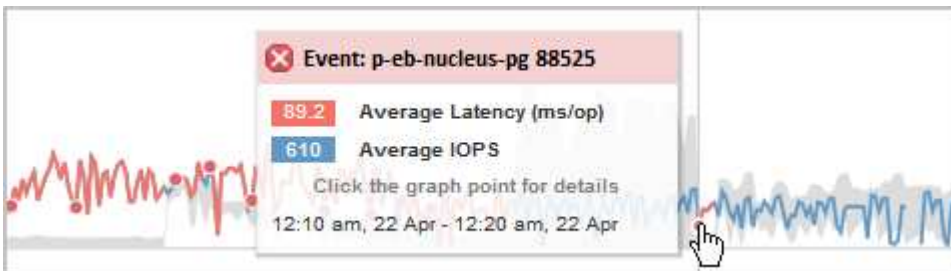 Event: p-eb-nucleus-pg 88525
89.2 Average Latency (ms/op)
610 Average IOPS
Click the graph point for details
12:10 am, 22 Apr - 12:20 am, 22 Apr